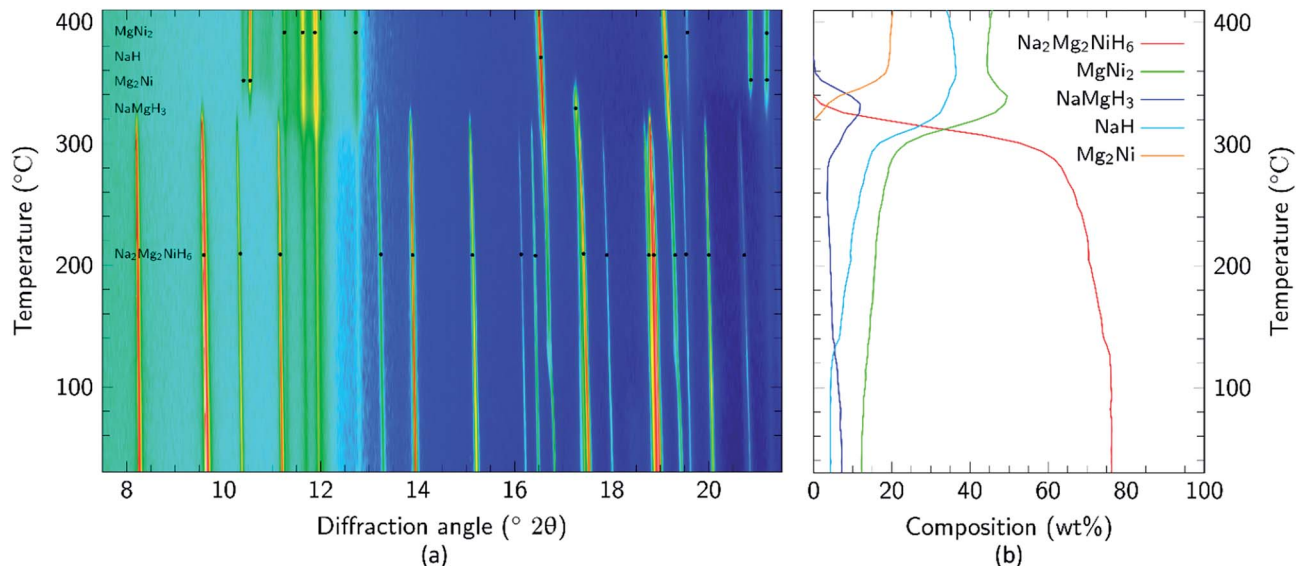 400
MgNi₂
NaH
Mg₂Ni
NaMgH₃
300
Na₂Mg₂NiH₆
200
100
Temperature (°C)
8 10 12 14 16 18 20
Diffraction angle (° 2θ)
(a)
Na₂Mg₂NiH₆
MgNi₂
NaMgH₃
NaH
Mg₂Ni
400
300
200
100
Temperature (°C)
0 20 40 60 80 100
Composition (wt%)
(b)